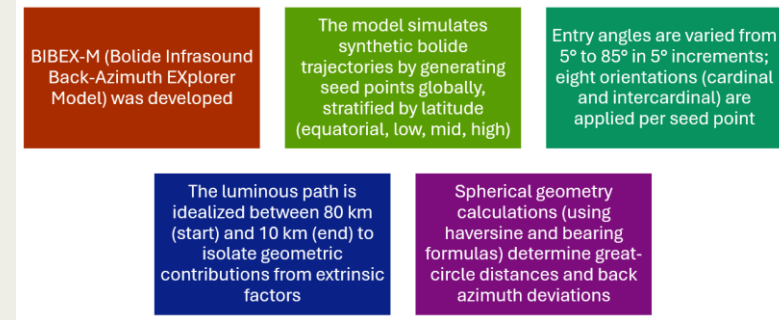 BIBEX-M (Bolide Infrasound
Back-Azimuth EXplorer
Model) was developed
The model simulates
synthetic bolide
trajectories by generating
seed points globally,
stratified by latitude
(equatorial, low, mid, high)
Entry angles are varied from
5° to 85° in 5° increments;
eight orientations (cardinal
and intercardinal) are
applied per seed point
The luminous path is
idealized between 80 km
(start) and 10 km (end) to
isolate geometric
contributions from extrinsic
factors
Spherical geometry
calculations (using
haversine and bearing
formulas) determine great-
circle distances and back
azimuth deviations